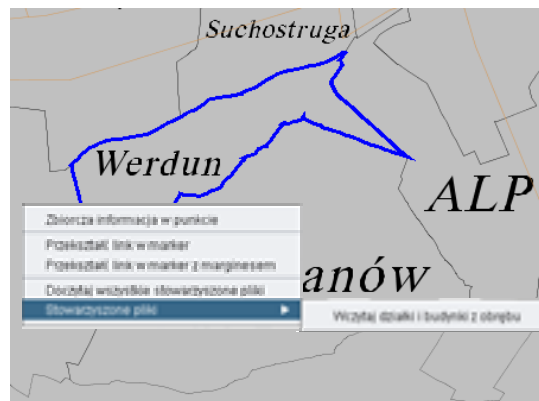 Suchostruga
Werdun
ALP
anów
Zbiorcza informacja w punkcie
Przekształć link w marker
Przekształć link w marker z marginesem
Doczytaj wszystkie stowarzyszone pliki
Stowarzyszone pliki
Wczytaj działki i budynki z obrębu